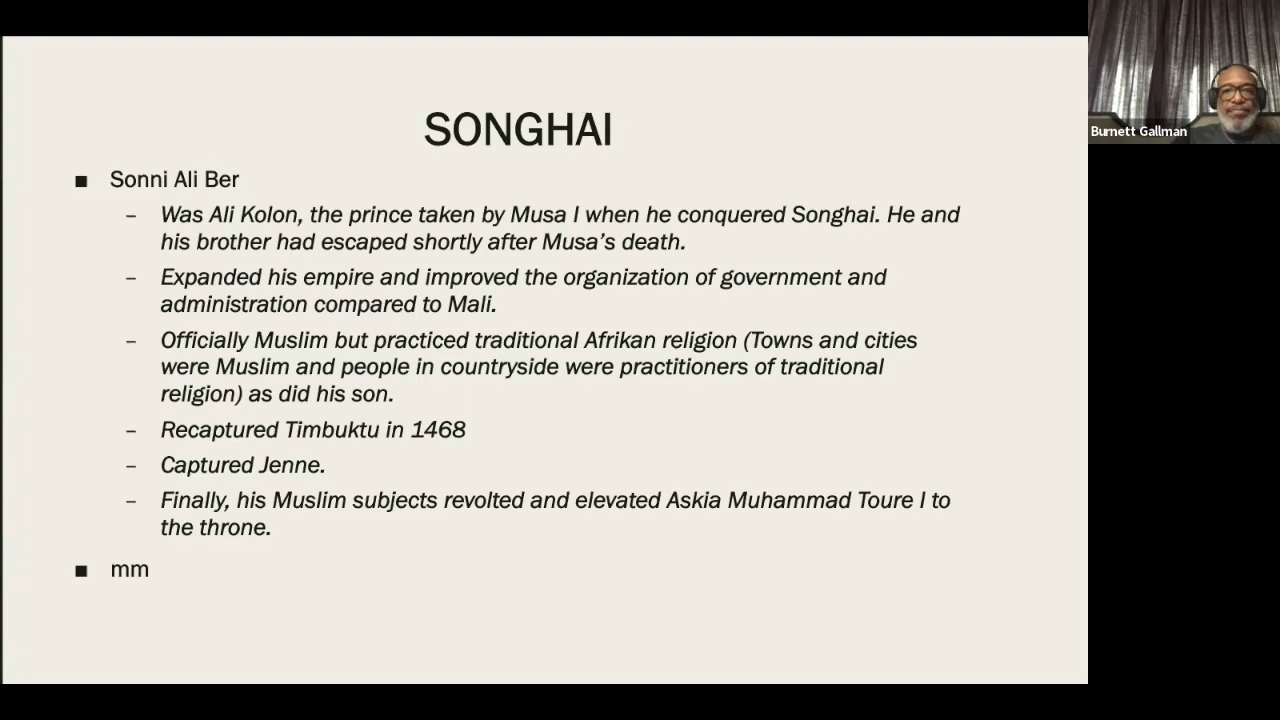 SONGHAI
■ Sonni Ali Ber
– Was Ali Kolon, the prince taken by Musa I when he conquered Songhai. He and
his brother had escaped shortly after Musa's death.
– Expanded his empire and improved the organization of government and
administration compared to Mali.
– Officially Muslim but practiced traditional Afrikan religion (Towns and cities
were Muslim and people in countryside were practitioners of traditional
religion) as did his son.
– Recaptured Timbuktu in 1468
– Captured Jenne.
– Finally, his Muslim subjects revolted and elevated Askia Muhammad Toure I to
the throne.
■ mm
Burnett Gallman